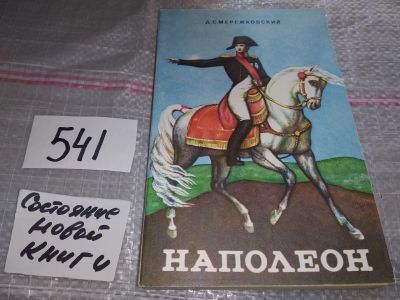 Д.С.МЕРЕЖКОВСКИЙ
НАПОЛЕОН
541
Состояние
новой
книги